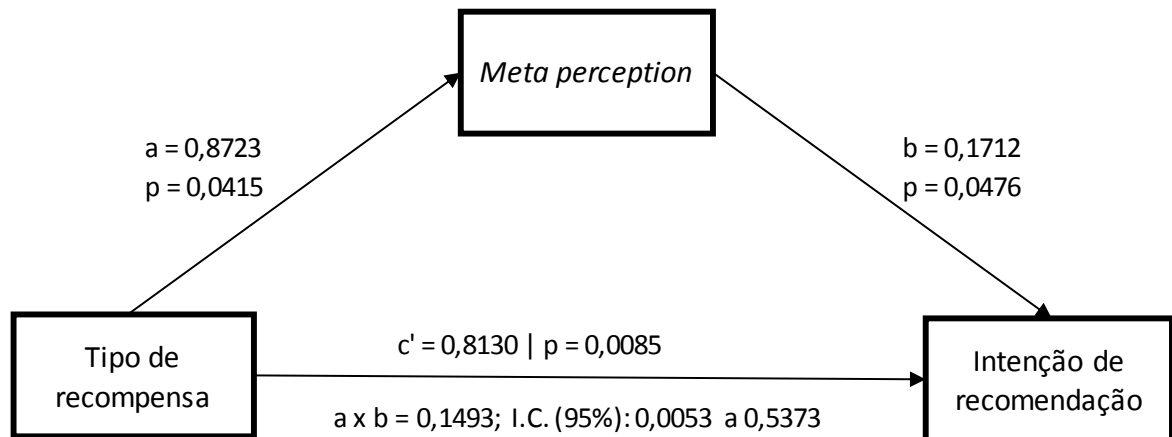 Meta perception
a = 0,8723
p = 0,0415
b = 0,1712
p = 0,0476
Tipo de
recompensa
c' = 0,8130 | p = 0,0085
a x b = 0,1493; I.C. (95%): 0,0053 a 0,5373
Intenção de
recomendação